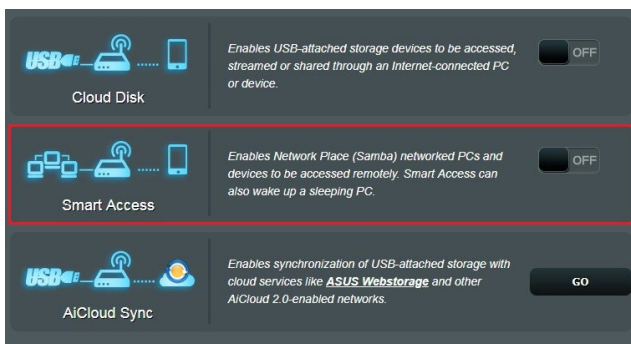 USB
Cloud Disk
Enables USB-attached storage devices to be accessed,
streamed or shared through an Internet-connected PC
or device.
OFF
Smart Access
Enables Network Place (Samba) networked PCs and
devices to be accessed remotely. Smart Access can
also wake up a sleeping PC.
OFF
USB
AiCloud Sync
Enables synchronization of USB-attached storage with
cloud services like ASUS Webstorage and other
AiCloud 2.0-enabled networks.
GO